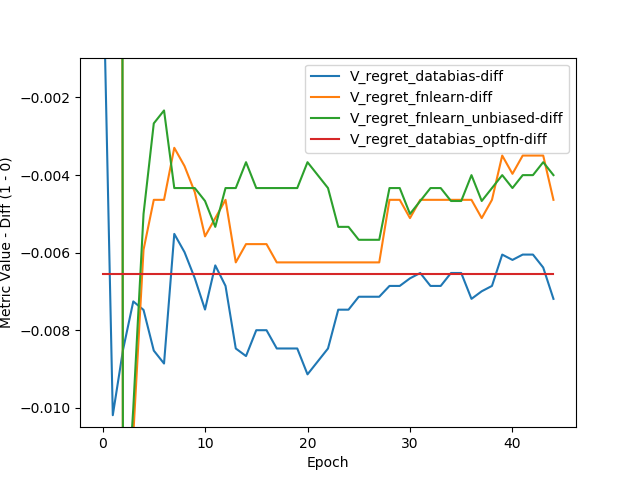 V_regret_databias-diff
V_regret_fnlearn-diff
V_regret_fnlearn_unbiased-diff
V_regret_databias_optfn-diff
Metric Value - Diff (1 - 0)
−0.002
−0.004
−0.006
−0.008
−0.010
0 10 20 30 40
Epoch